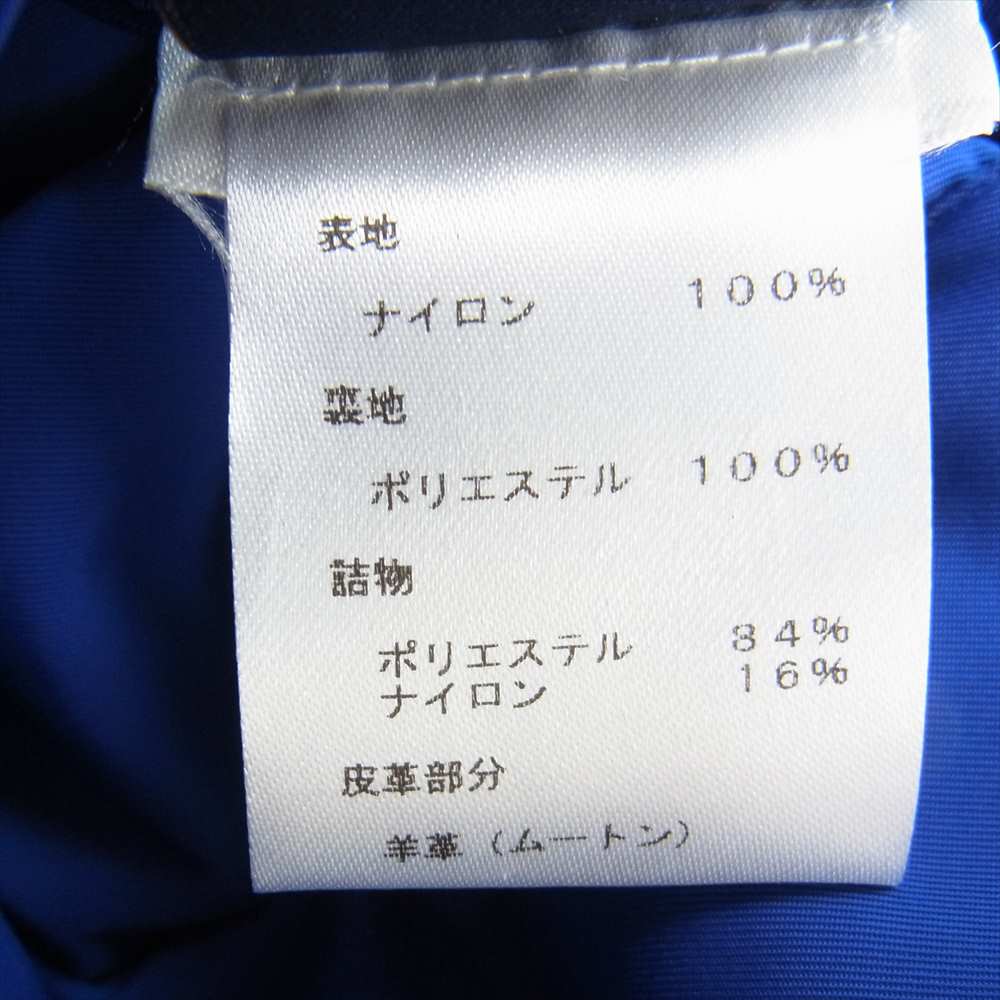 表地
ナイロン 100%
裏地
ポリエステル 100%
詰物
ポリエステル 84%
ナイロン 16%
皮革部分
羊革(ムートン)